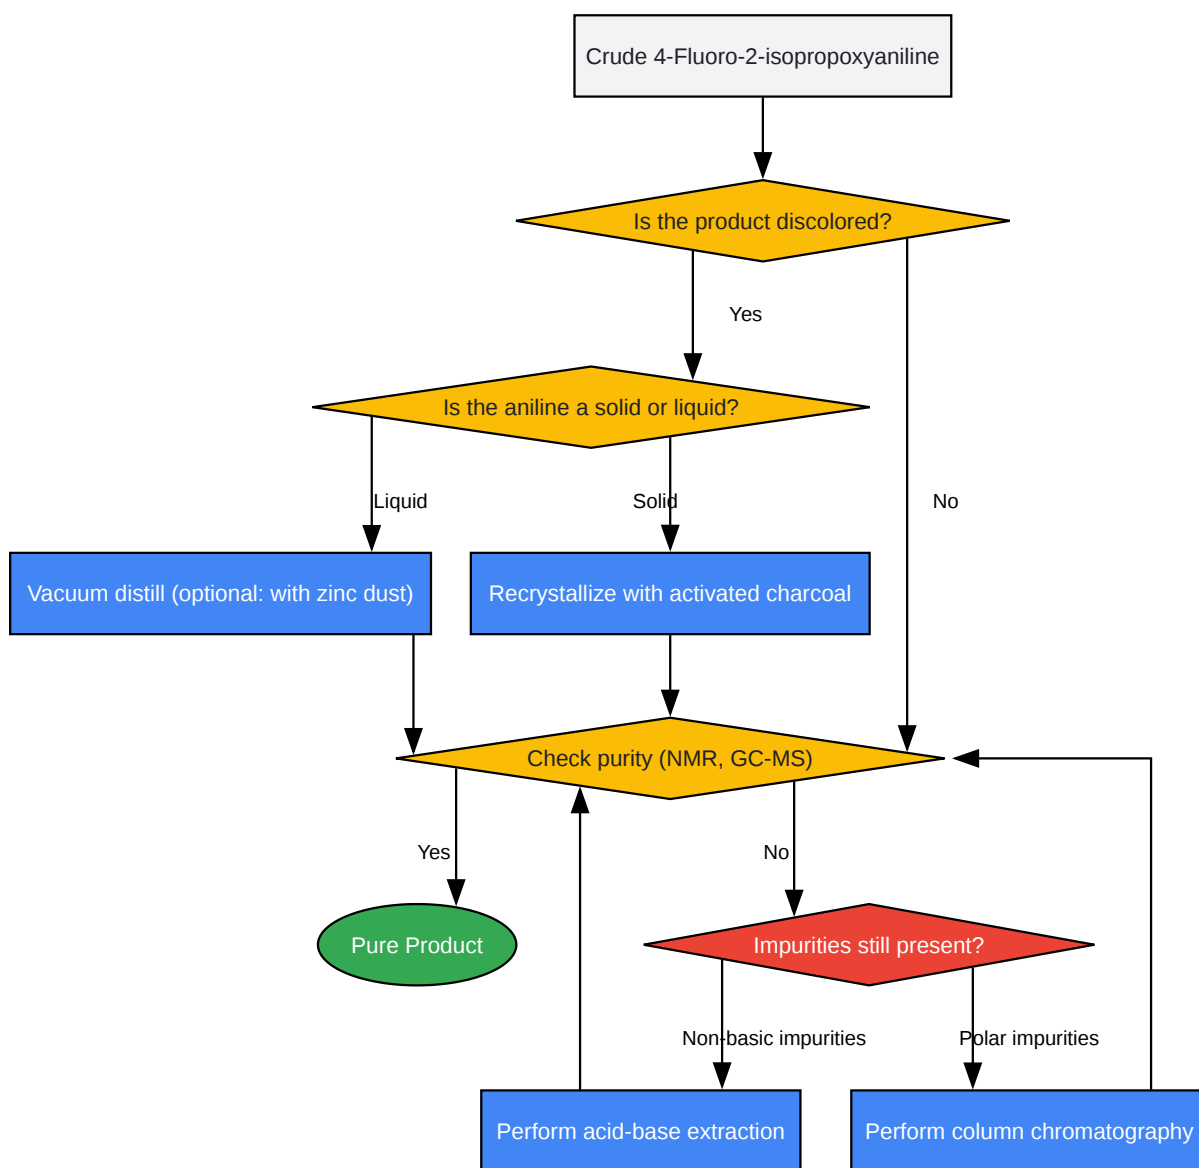 Crude 4-Fluoro-2-isopropoxyaniline
Is the product discolored?
Yes
Is the aniline a solid or liquid?
Liquid
Solid
No
Vacuum distill (optional: with zinc dust)
Recrystallize with activated charcoal
Check purity (NMR, GC-MS)
Yes
No
Pure Product
Impurities still present?
Non-basic impurities
Polar impurities
Perform acid-base extraction
Perform column chromatography